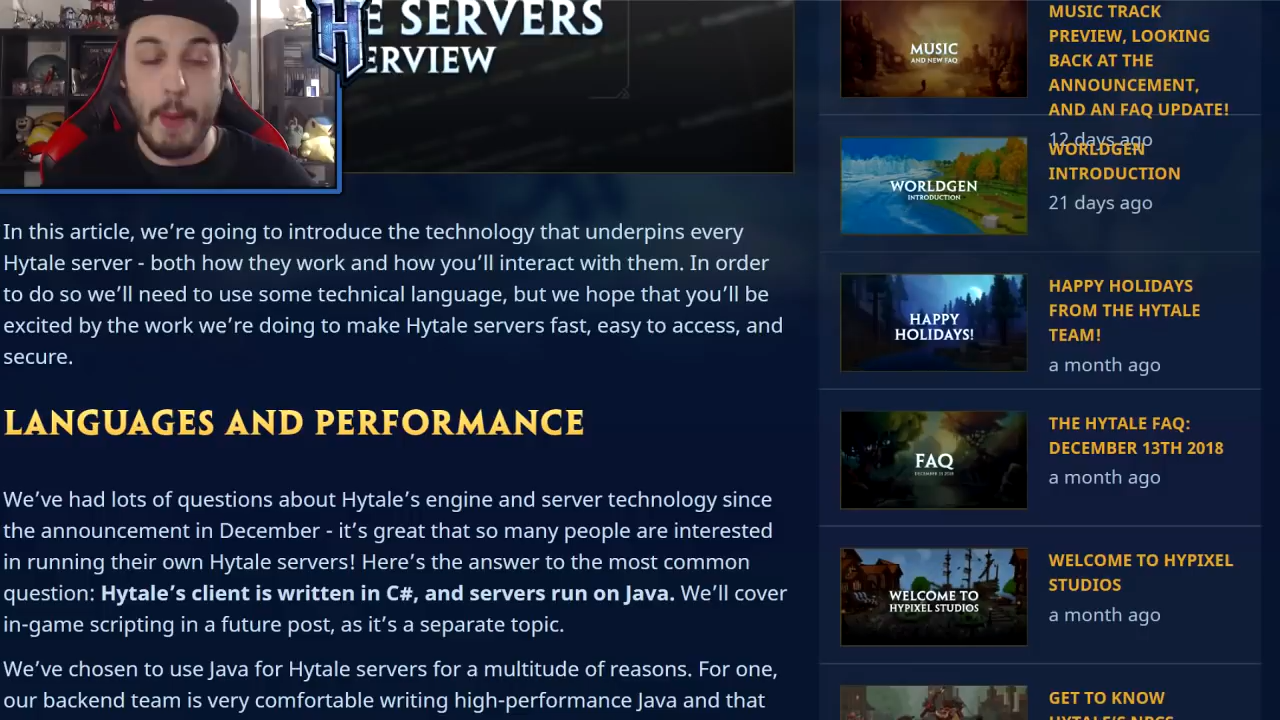 HE SERVERS
ERVIEW
In this article, we’re going to introduce the technology that underpins every
Hytale server - both how they work and how you’ll interact with them. In order
to do so we’ll need to use some technical language, but we hope that you’ll be
excited by the work we’re doing to make Hytale servers fast, easy to access, and
secure.
LANGUAGES AND PERFORMANCE
We’ve had lots of questions about Hytale’s engine and server technology since
the announcement in December - it’s great that so many people are interested
in running their own Hytale servers! Here’s the answer to the most common
question: Hytale’s client is written in C#, and servers run on Java. We’ll cover
in-game scripting in a future post, as it’s a separate topic.
We’ve chosen to use Java for Hytale servers for a multitude of reasons. For one,
our backend team is very comfortable writing high-performance Java and that
MUSIC
AND NEW FAQ
MUSIC TRACK
PREVIEW, LOOKING
BACK AT THE
ANNOUNCEMENT,
AND AN FAQ UPDATE!
12 days ago
WORLDGEN
INTRODUCTION
WORLDGEN
INTRODUCTION
21 days ago
HAPPY
HOLIDAYS!
HAPPY HOLIDAYS
FROM THE HYTALE
TEAM!
a month ago
FAQ
DECEMBER 13 2018
THE HYTALE FAQ:
DECEMBER 13TH 2018
a month ago
WELCOME TO
HYPIXEL STUDIOS
WELCOME TO HYPIXEL
STUDIOS
a month ago
GET TO KNOW
HYTALE’S NPCS